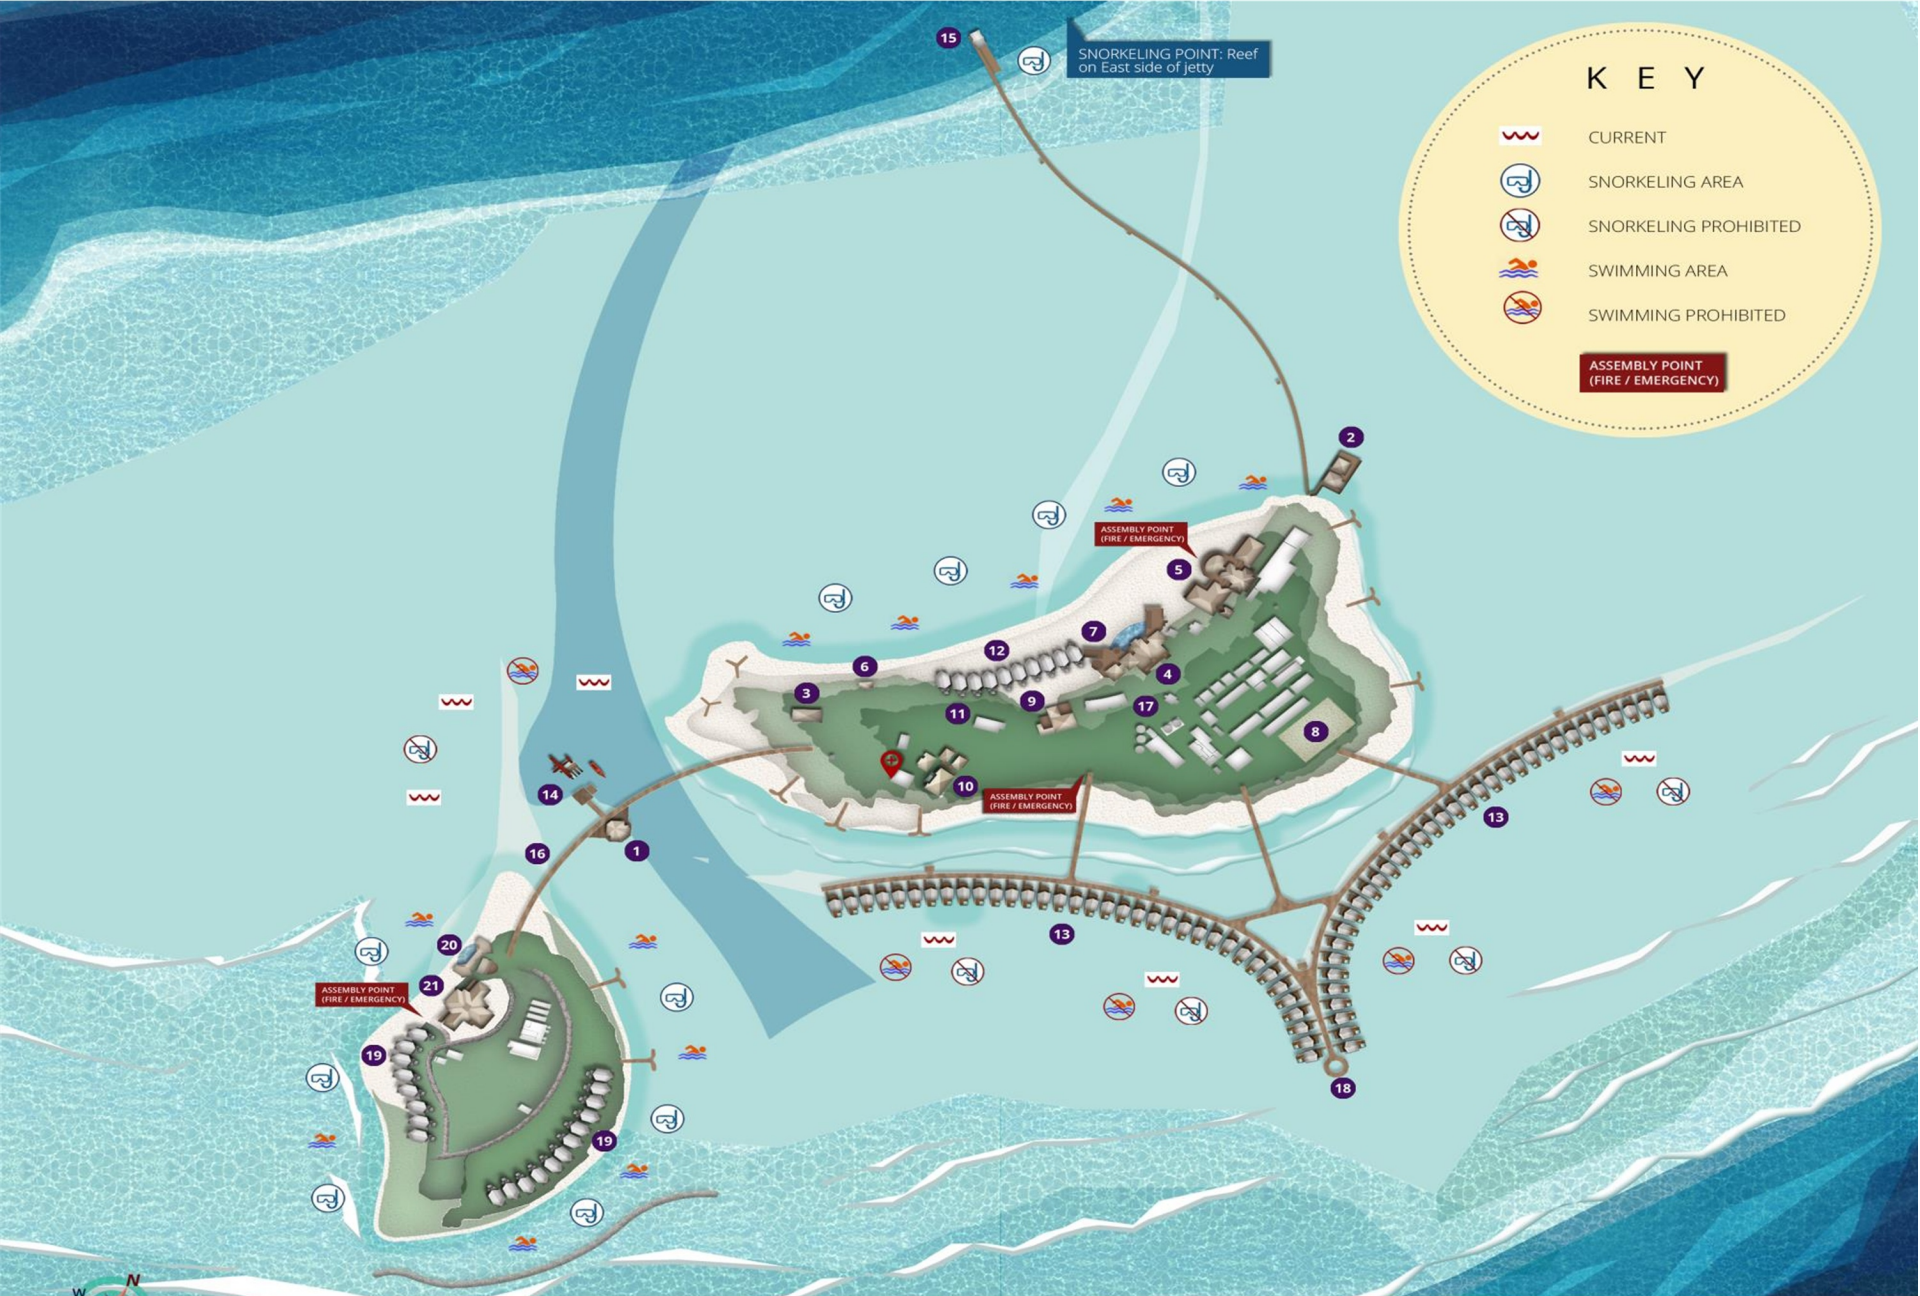 15
SNORKELING POINT: Reef
on East side of jetty
K E Y
CURRENT
SNORKELING AREA
SNORKELING PROHIBITED
SWIMMING AREA
SWIMMING PROHIBITED
ASSEMBLY POINT
(FIRE / EMERGENCY)
2
ASSEMBLY POINT
(FIRE / EMERGENCY)
5
7
12
6
4
3
9
11
17
8
10
14
ASSEMBLY POINT
(FIRE / EMERGENCY)
13
1
16
13
20
21
ASSEMBLY POINT
(FIRE / EMERGENCY)
19
18
19
N
W